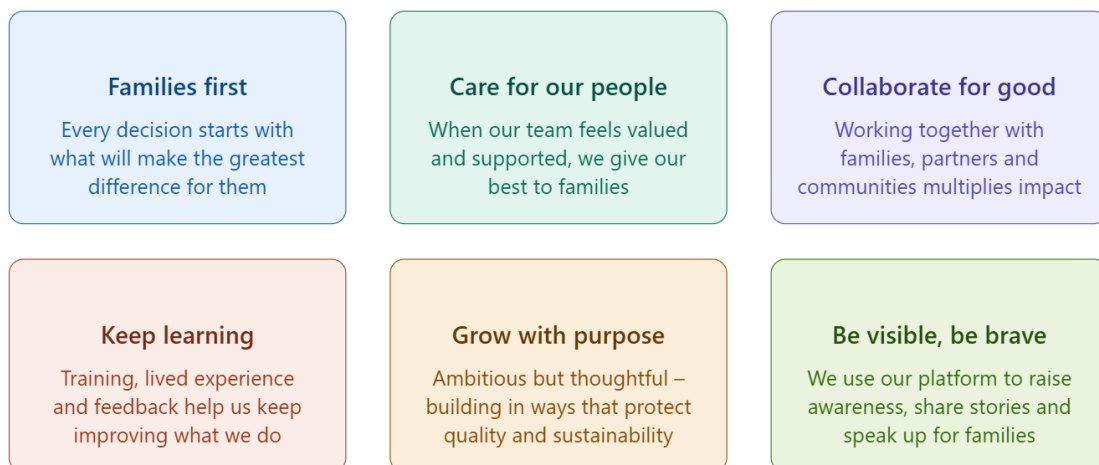 Families first
Every decision starts with
what will make the greatest
difference for them
Care for our people
When our team feels valued
and supported, we give our
best to families
Collaborate for good
Working together with
families, partners and
communities multiplies impact
Keep learning
Training, lived experience
and feedback help us keep
improving what we do
Grow with purpose
Ambitious but thoughtful –
building in ways that protect
quality and sustainability
Be visible, be brave
We use our platform to raise
awareness, share stories and
speak up for families